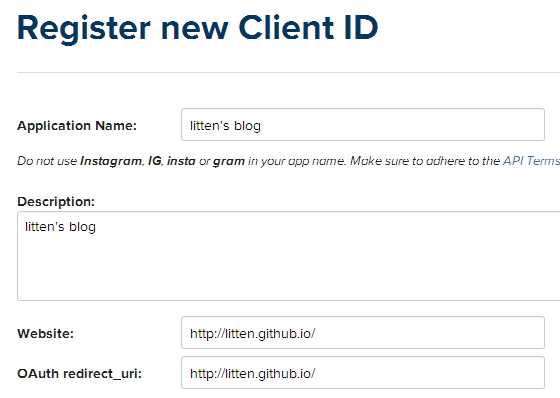 Register new Client ID
Application Name: litten's blog
Do not use Instagram, IG, insta or gram in your app name. Make sure to adhere to the API Terms
Description:
litten's blog
Website: http://litten.github.io/
OAuth redirect_uri: http://litten.github.io/